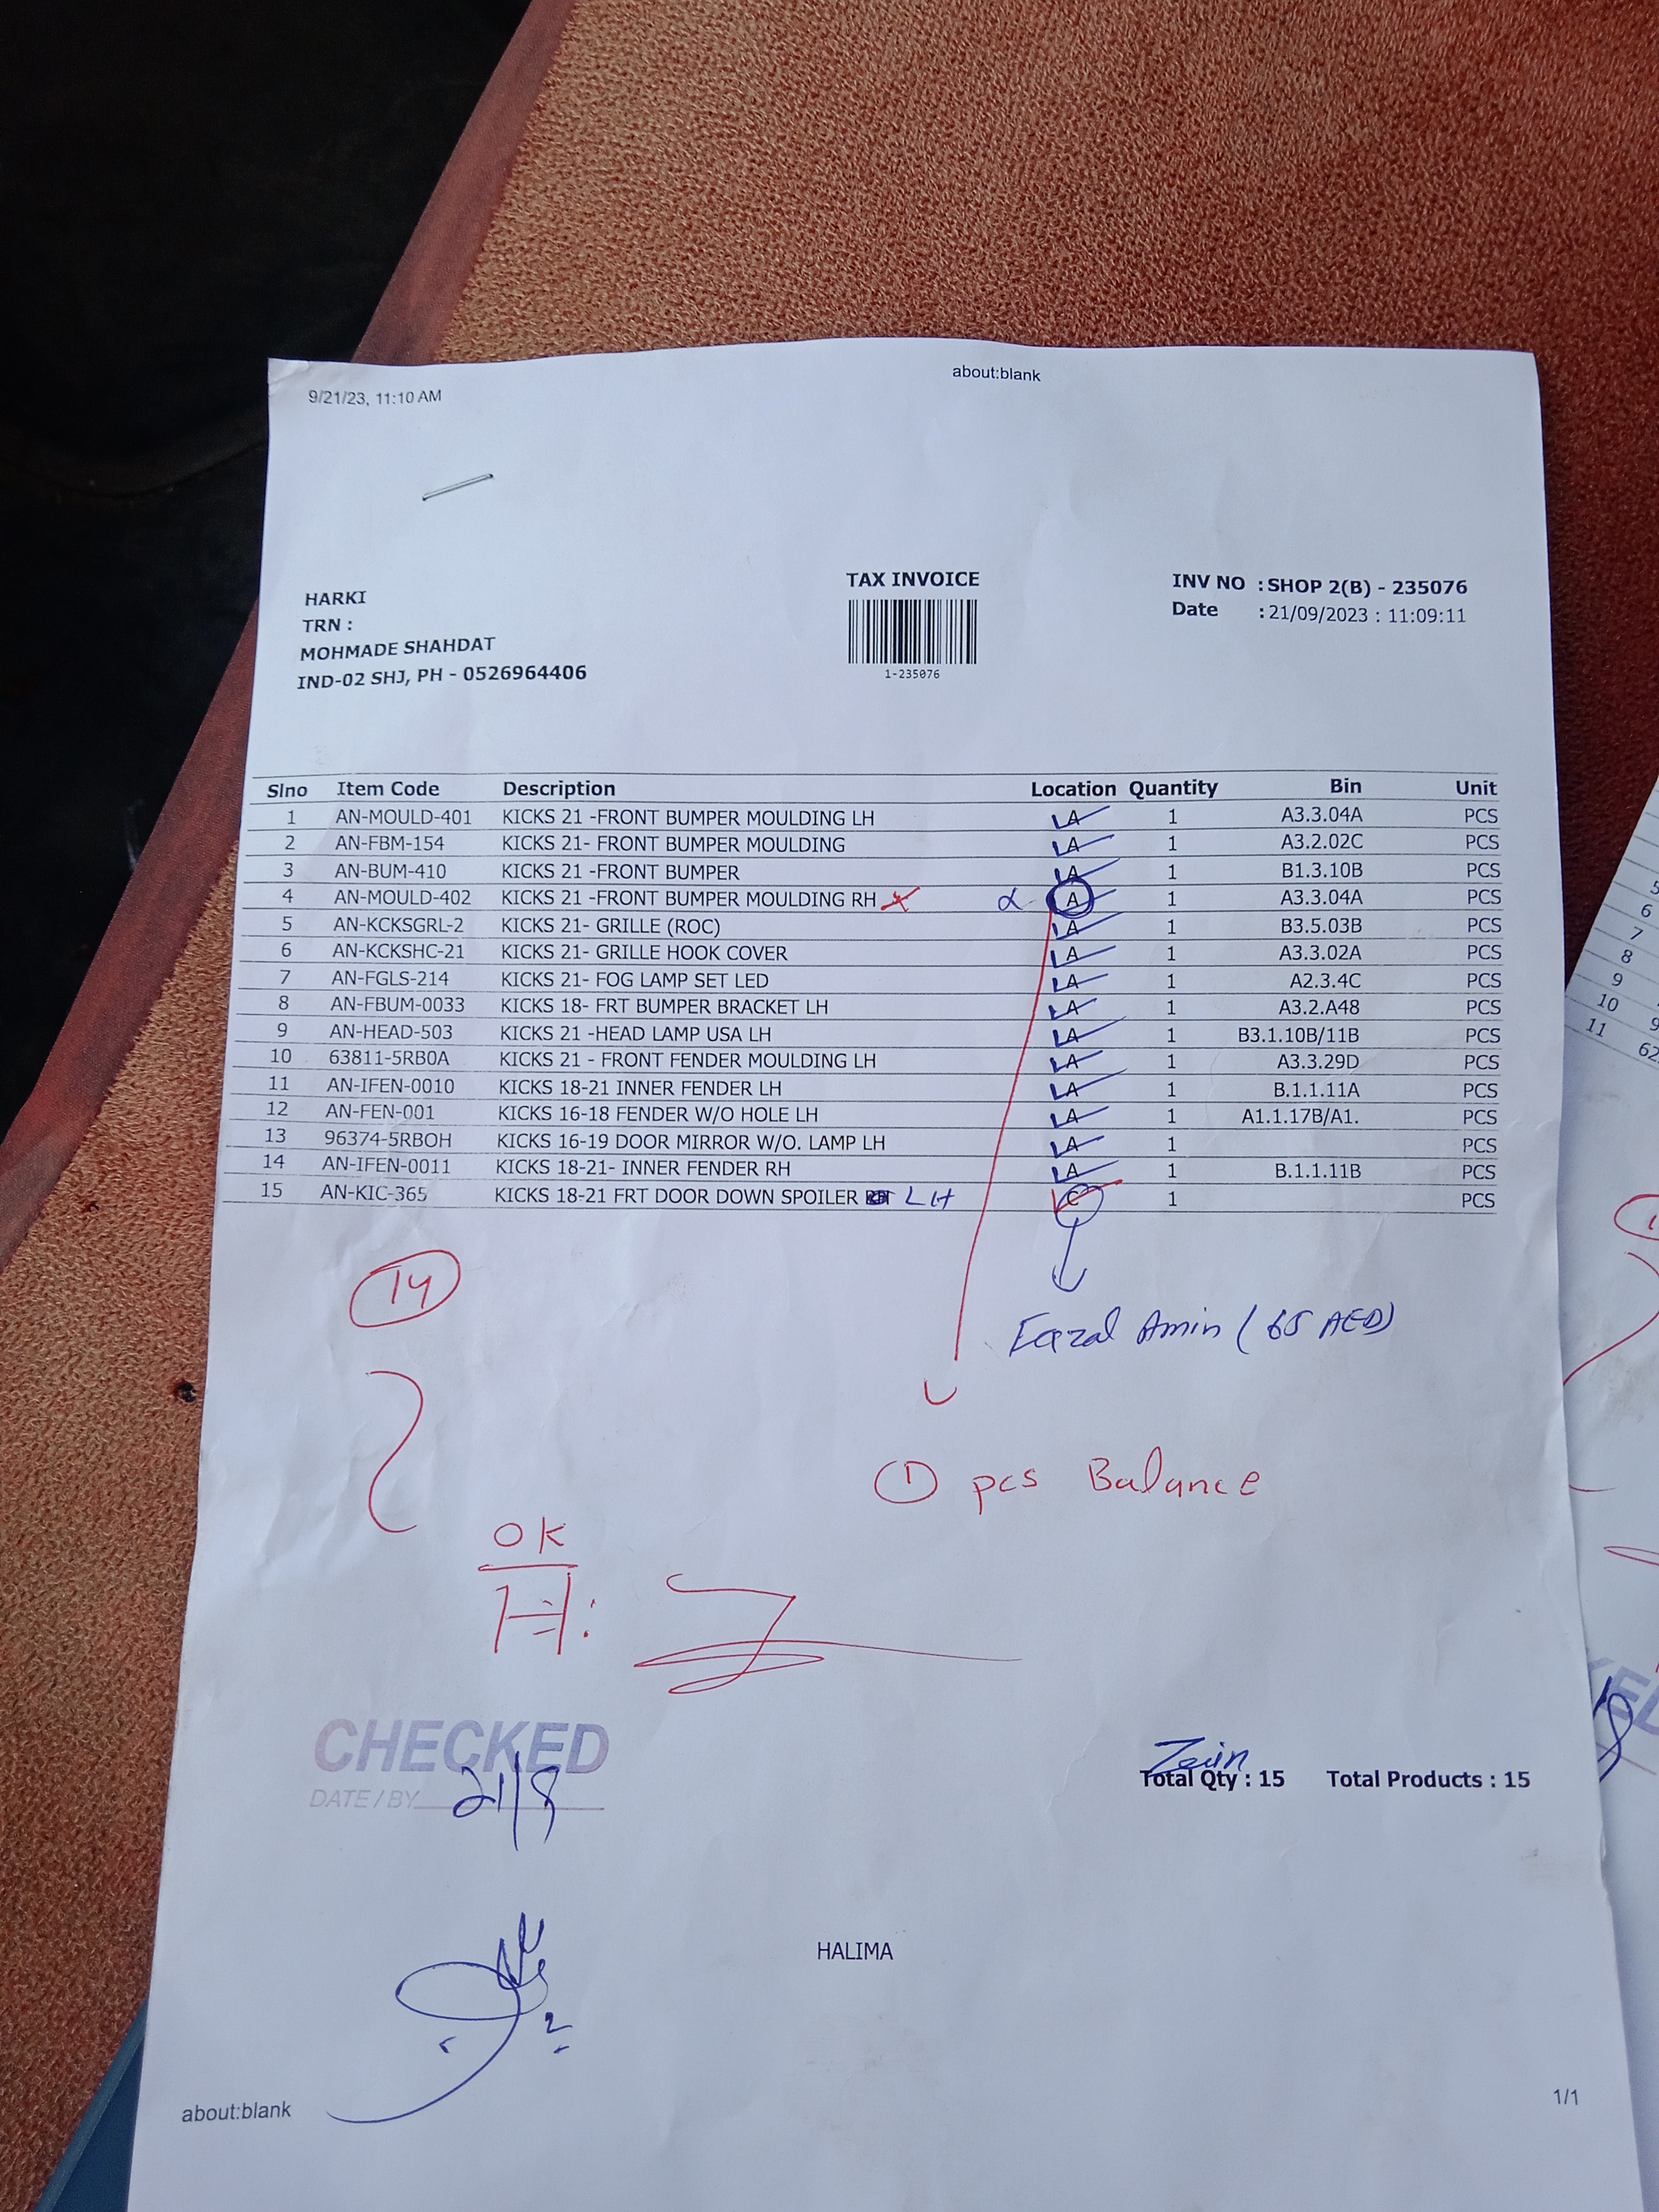 about:blank
9/21/23, 11:10 AM
TAX INVOICE
1-235076
HARKI
TRN :
MOHMADE SHAHDAT
IND-02 SHJ, PH - 0526964406
INV NO : SHOP 2(B) - 235076
Date : 21/09/2023 : 11:09:11
Slno Item Code Description Location Quantity Bin Unit
1 AN-MOULD-401 KICKS 21 -FRONT BUMPER MOULDING LH A 1 A3.3.04A PCS
2 AN-FBM-154 KICKS 21- FRONT BUMPER MOULDING A 1 A3.2.02C PCS
3 AN-BUM-410 KICKS 21 -FRONT BUMPER A 1 B1.3.10B PCS
4 AN-MOULD-402 KICKS 21 -FRONT BUMPER MOULDING RH A 1 A3.3.04A PCS
5 AN-KCKSGRL-2 KICKS 21- GRILLE (ROC) A 1 B3.5.03B PCS
6 AN-KCKSHC-21 KICKS 21- GRILLE HOOK COVER A 1 A3.3.02A PCS
7 AN-FGLS-214 KICKS 21- FOG LAMP SET LED A 1 A2.3.4C PCS
8 AN-FBUM-0033 KICKS 18- FRT BUMPER BRACKET LH A 1 A3.2.A48 PCS
9 AN-HEAD-503 KICKS 21 -HEAD LAMP USA LH A 1 B3.1.10B/11B PCS
10 63811-5RB0A KICKS 21 - FRONT FENDER MOULDING LH A 1 A3.3.29D PCS
11 AN-IFEN-0010 KICKS 18-21 INNER FENDER LH A 1 B.1.1.11A PCS
12 AN-FEN-001 KICKS 16-18 FENDER W/O HOLE LH A 1 A1.1.17B/A1. PCS
13 96374-5RBOH KICKS 16-19 DOOR MIRROR W/O. LAMP LH A 1 PCS
14 AN-IFEN-0011 KICKS 18-21- INNER FENDER RH A 1 B.1.1.11B PCS
15 AN-KIC-365 KICKS 18-21 FRT DOOR DOWN SPOILER LH C 1 PCS
14
Fazal Amin (65 AED)
1 pcs Balance
OK
CHECKED
DATE / BY 21/8
Zain
Total Qty : 15 Total Products : 15
HALIMA
about:blank
1/1
5
6
7
8
9
10
11